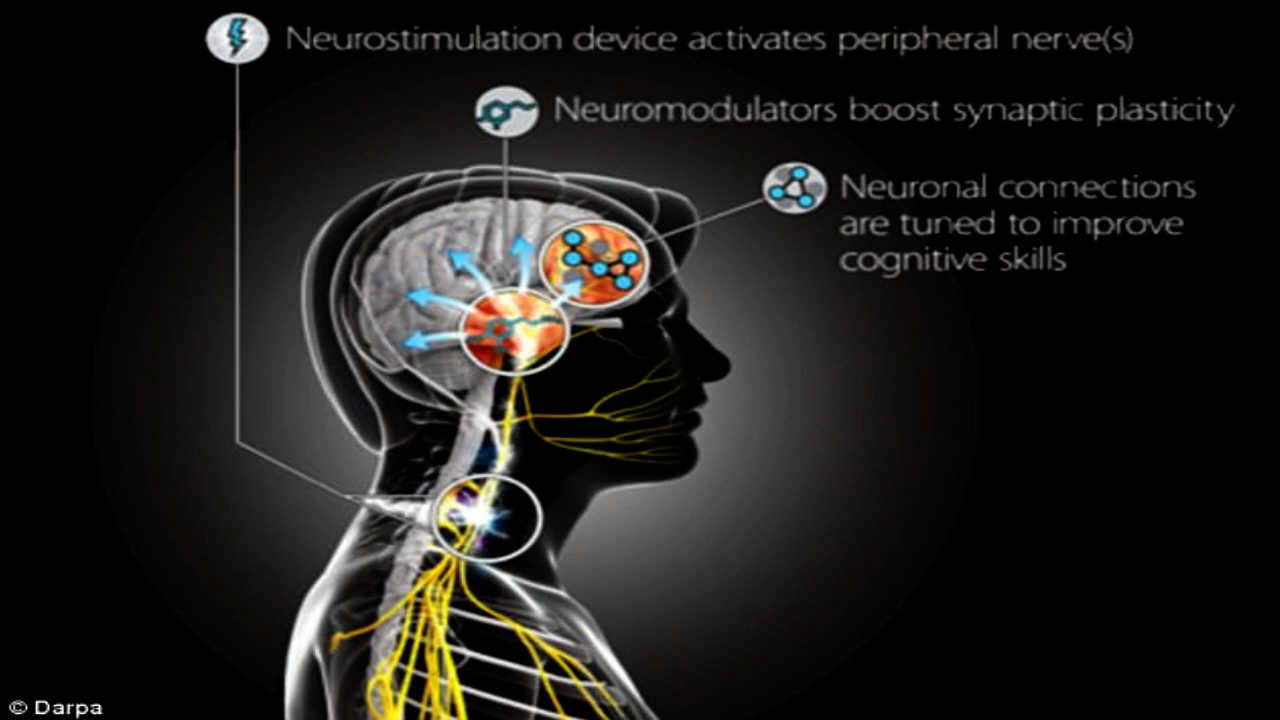 Neurostimulation device activates peripheral nerve(s)
Neuromodulators boost synaptic plasticity
Neuronal connections
are tuned to improve
cognitive skills
© Darpa